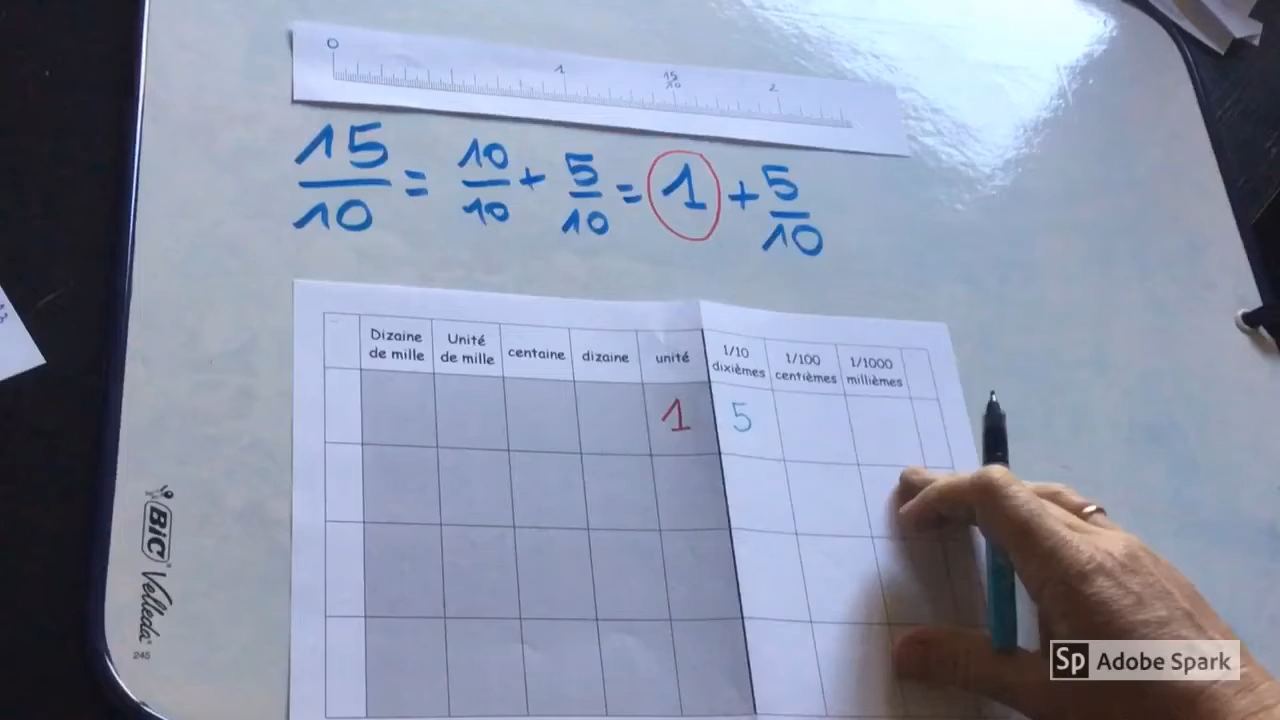 0 1 15/10 2
15/10 = 10/10 + 5/10 = 1 + 5/10
Dizaine de mille Unité de mille centaine dizaine unité 1/10 dixièmes 1/100 centièmes 1/1000 millièmes
1 5
BIC Velleda®
245
Sp Adobe Spark